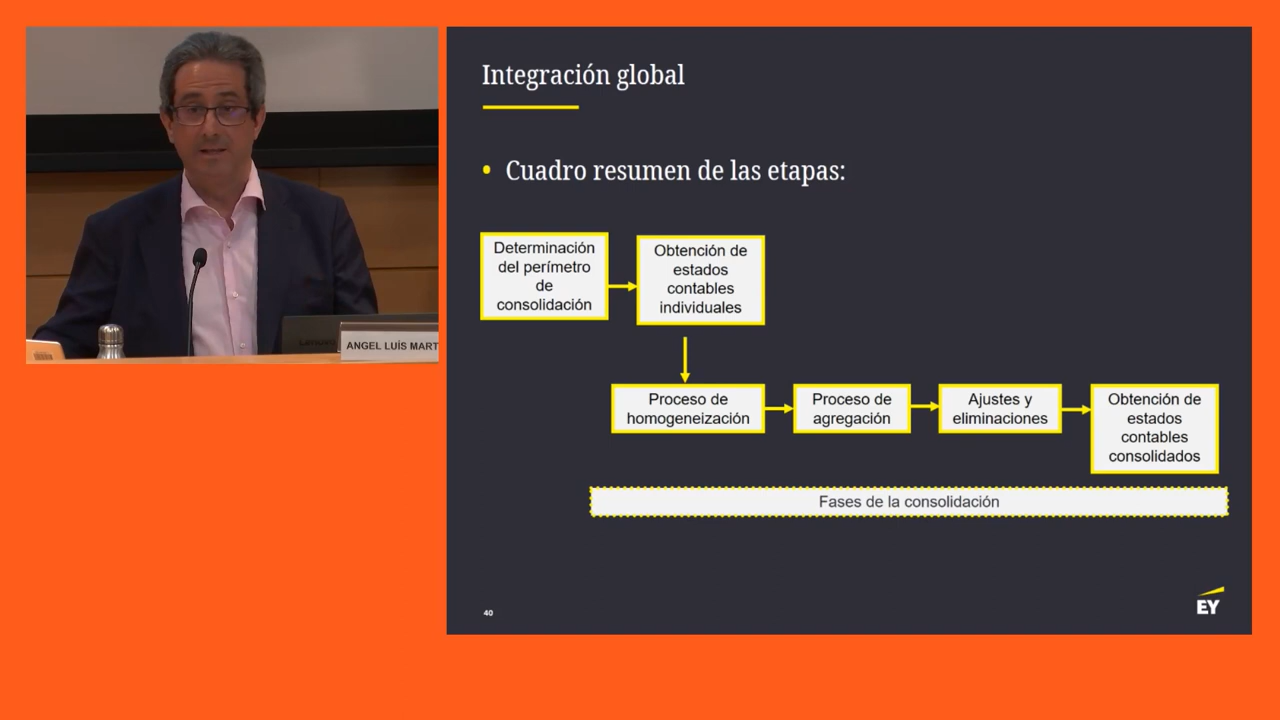 ANGEL LUÍS MART
Integración global
• Cuadro resumen de las etapas:
Determinación
del perímetro
de
consolidación
Obtención de
estados
contables
individuales
Proceso de
homogeneización
Proceso de
agregación
Ajustes y
eliminaciones
Obtención de
estados
contables
consolidados
Fases de la consolidación
40
EY